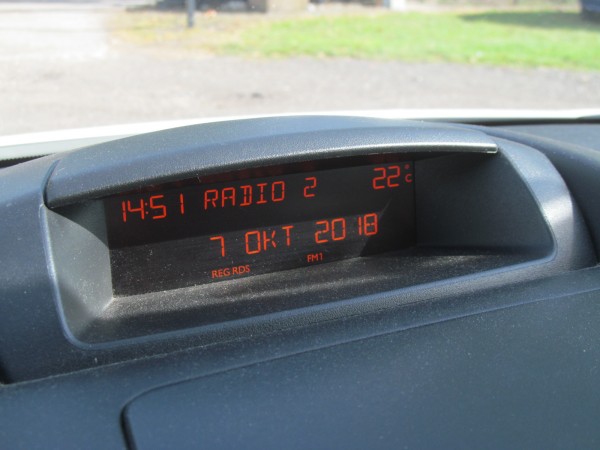 14:51 RADIO 2 22°C
7 OKT 2018
REG RDS FM1